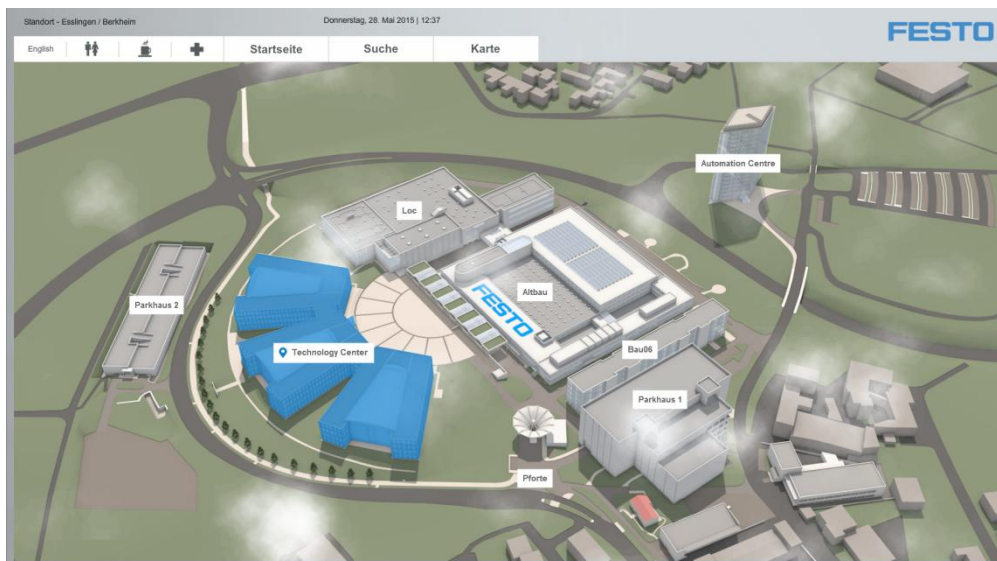 Standort - Esslingen / Berkheim
Donnerstag, 28. Mai 2015 | 12:37
FESTO
English
Startseite
Suche
Karte
Automation Centre
Loc
Altbau
FESTO
Parkhaus 2
Technology Center
Bau06
Parkhaus 1
Pforte